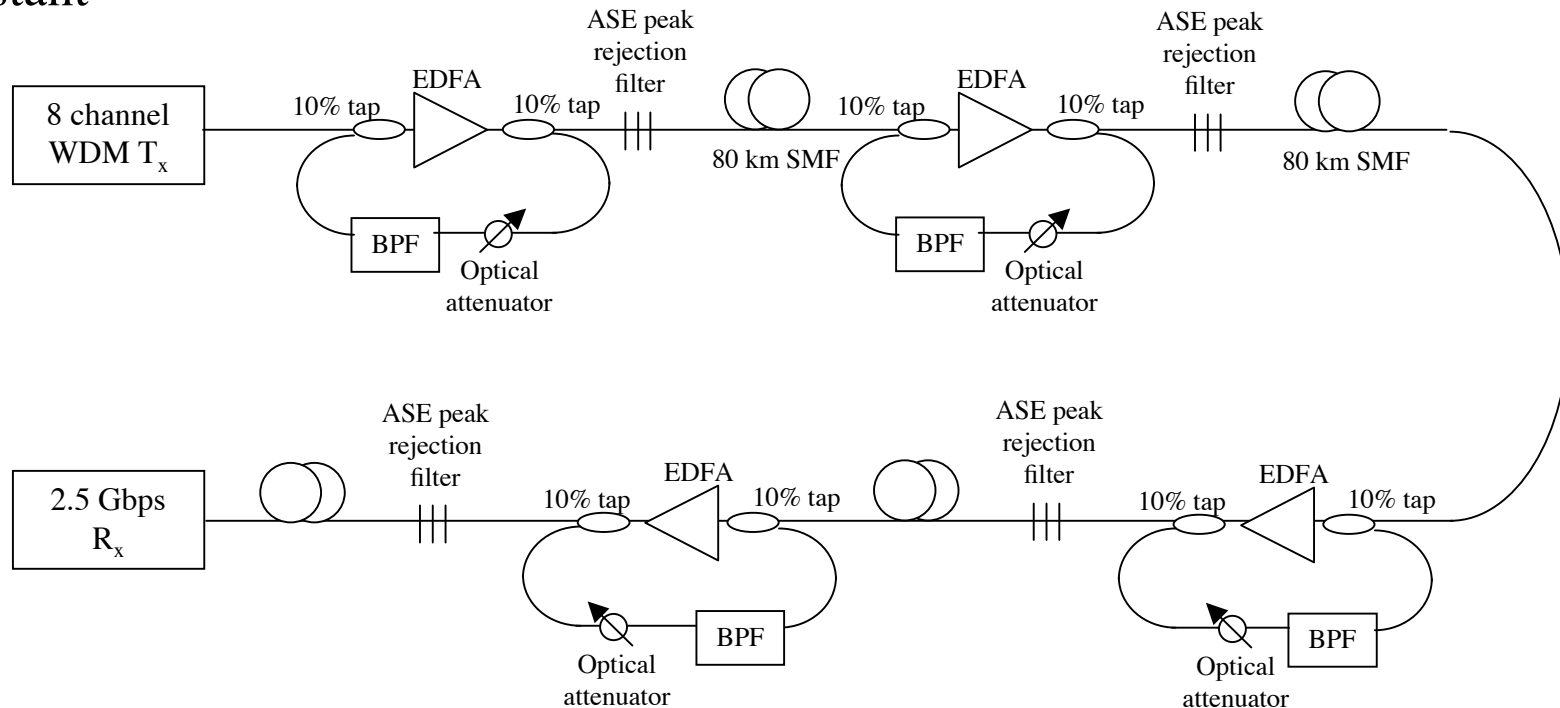 ASE peak
rejection
filter
ASE peak
rejection
filter
EDFA
EDFA
10% tap
10% tap
10% tap
10% tap
8 channel
WDM Tx
80 km SMF
80 km SMF
BPF
BPF
Optical
attenuator
Optical
attenuator
ASE peak
rejection
filter
ASE peak
rejection
filter
EDFA
EDFA
10% tap
10% tap
10% tap
10% tap
2.5 Gbps
Rx
BPF
BPF
Optical
attenuator
Optical
attenuator